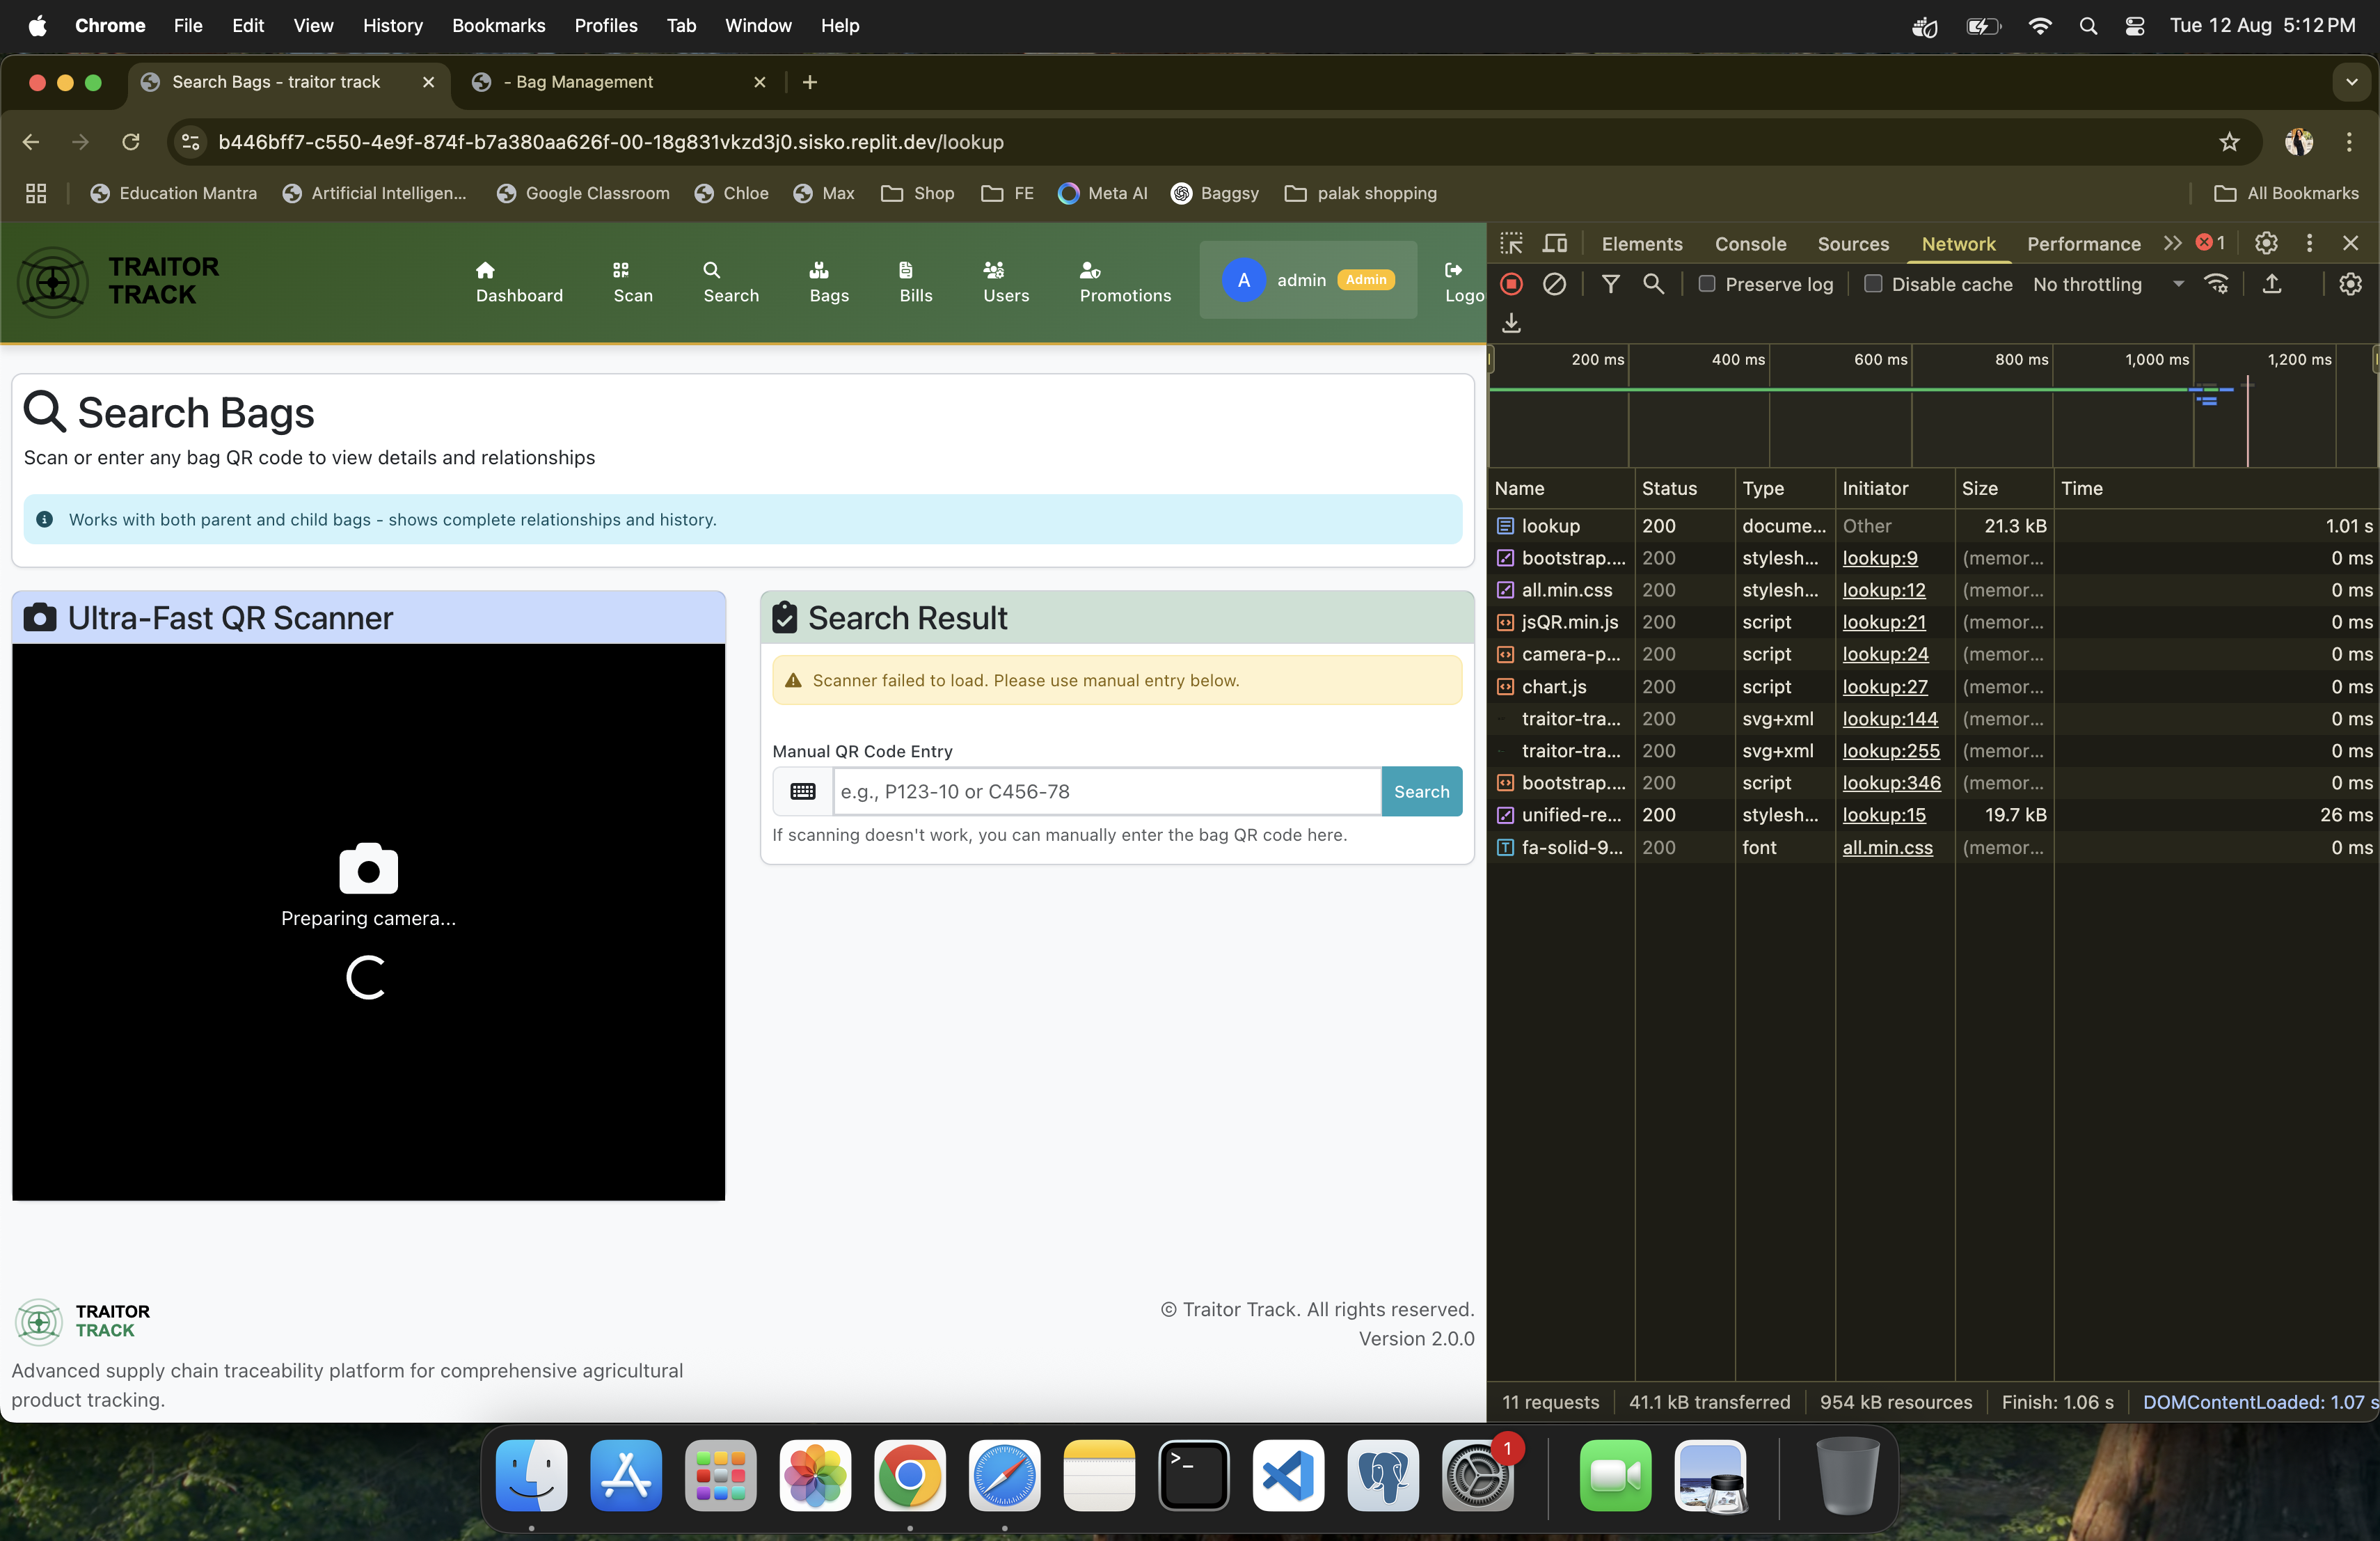 Chrome File Edit View History Bookmarks Profiles Tab Window Help Tue 12 Aug 5:12 PM
Search Bags - traitor track - Bag Management
b446bff7-c550-4e9f-874f-b7a380aa626f-00-18g831vkzd3j0.sisko.replit.dev/lookup
Education Mantra Artificial Intelligen... Google Classroom Chloe Max Shop FE Meta AI Baggsy palak shopping All Bookmarks
TRAITOR
TRACK
Dashboard Scan Search Bags Bills Users Promotions A admin Admin Logo
Search Bags
Scan or enter any bag QR code to view details and relationships
Works with both parent and child bags - shows complete relationships and history.
Ultra-Fast QR Scanner
Preparing camera...
Search Result
Scanner failed to load. Please use manual entry below.
Manual QR Code Entry
e.g., P123-10 or C456-78 Search
If scanning doesn't work, you can manually enter the bag QR code here.
TRAITOR
TRACK
Advanced supply chain traceability platform for comprehensive agricultural
product tracking.
© Traitor Track. All rights reserved.
Version 2.0.0
Elements Console Sources Network Performance 1
Preserve log Disable cache No throttling
200 ms 400 ms 600 ms 800 ms 1,000 ms 1,200 ms
Name Status Type Initiator Size Time
lookup 200 docume... Other 21.3 kB 1.01 s
bootstrap.... 200 stylesh... lookup:9 (memor... 0 ms
all.min.css 200 stylesh... lookup:12 (memor... 0 ms
jsQR.min.js 200 script lookup:21 (memor... 0 ms
camera-p... 200 script lookup:24 (memor... 0 ms
chart.js 200 script lookup:27 (memor... 0 ms
traitor-tra... 200 svg+xml lookup:144 (memor... 0 ms
traitor-tra... 200 svg+xml lookup:255 (memor... 0 ms
bootstrap.... 200 script lookup:346 (memor... 0 ms
unified-re... 200 stylesh... lookup:15 19.7 kB 26 ms
fa-solid-9... 200 font all.min.css (memor... 0 ms
11 requests 41.1 kB transferred 954 kB resources Finish: 1.06 s DOMContentLoaded: 1.07 s
1